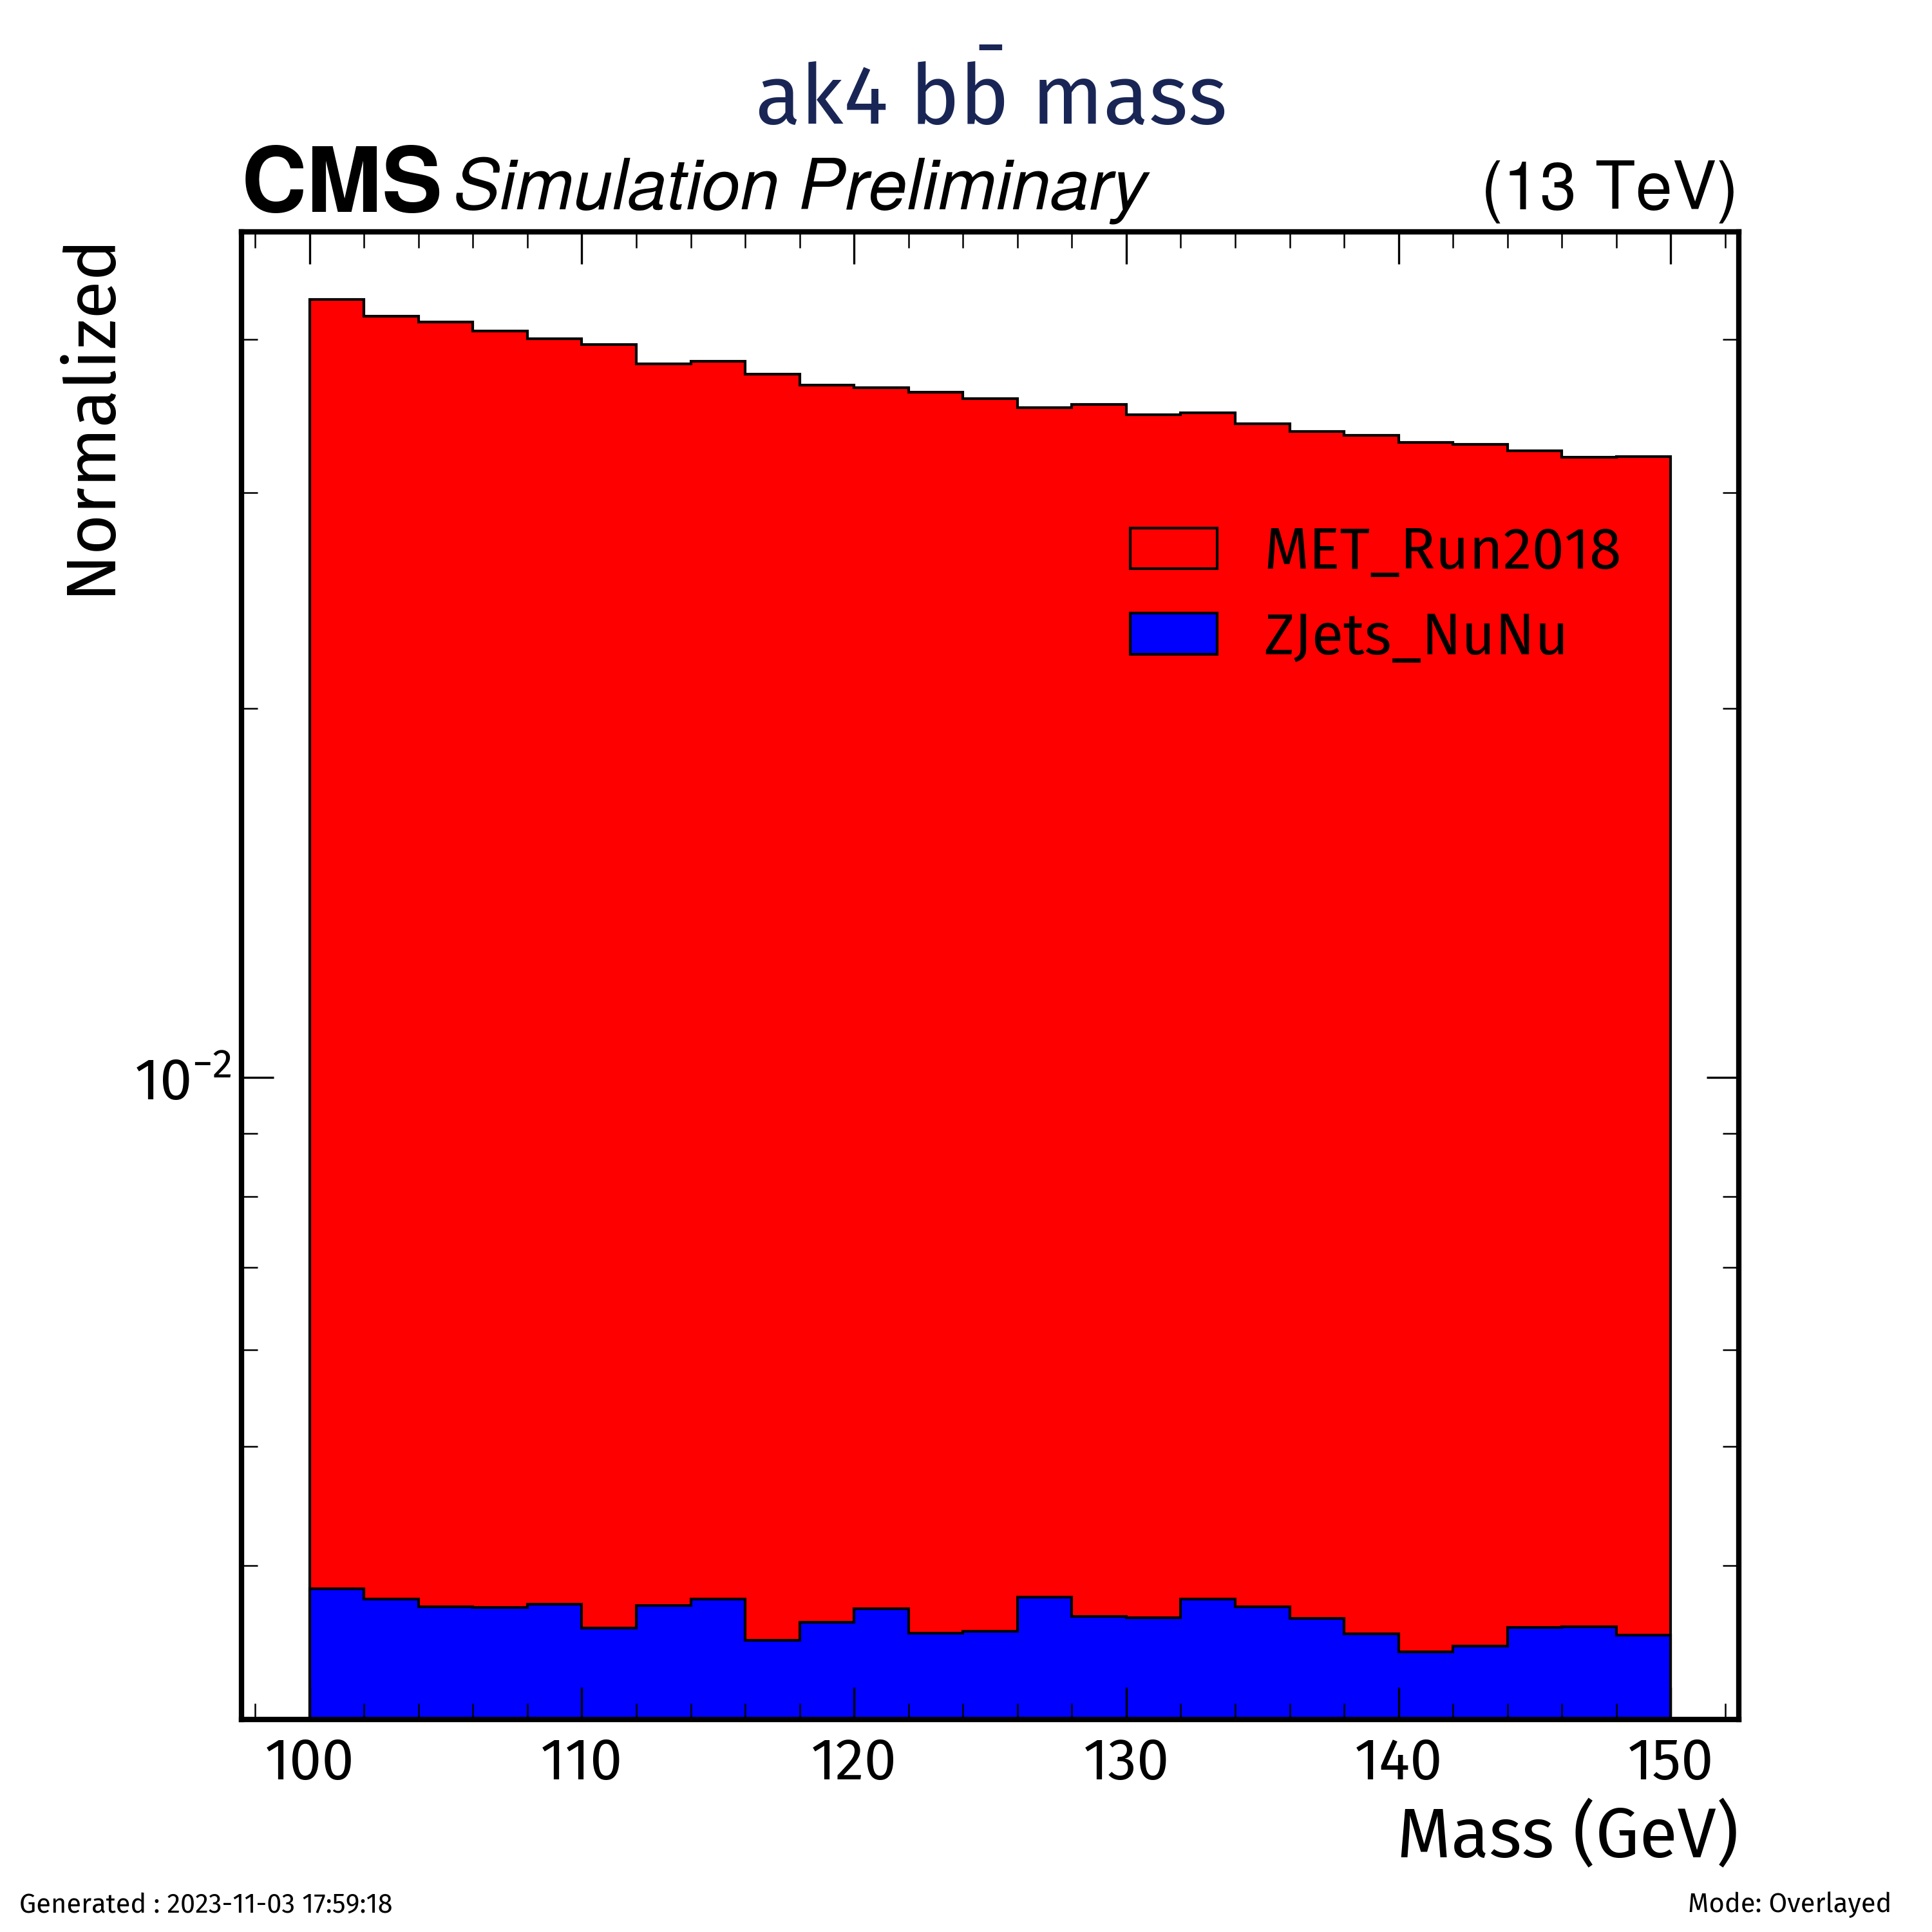 ak4 bb̄ mass
CMS Simulation Preliminary (13 TeV)
Normalized
MET_Run2018
ZJets_NuNu
10⁻²
100 110 120 130 140 150
Mass (GeV)
Generated : 2023-11-03 17:59:18 Mode: Overlayed